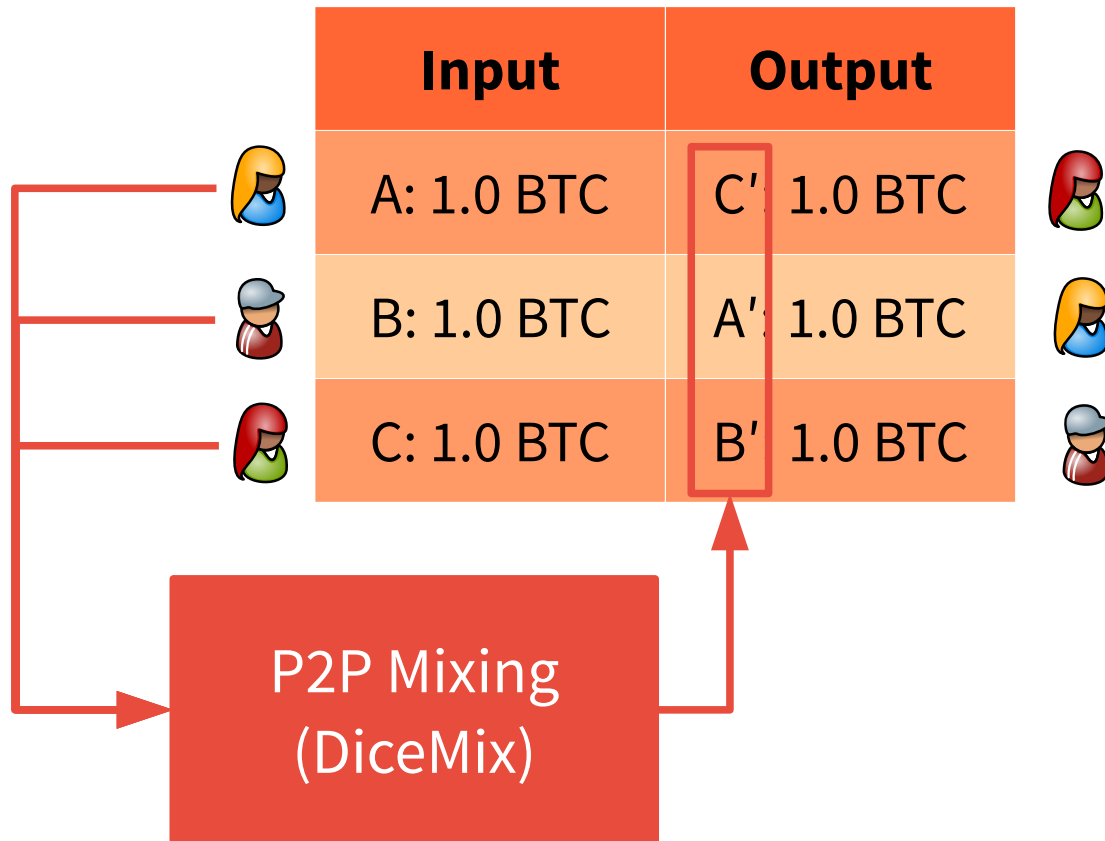 Input Output
A: 1.0 BTC C′: 1.0 BTC
B: 1.0 BTC A′: 1.0 BTC
C: 1.0 BTC B′ 1.0 BTC
P2P Mixing
(DiceMix)